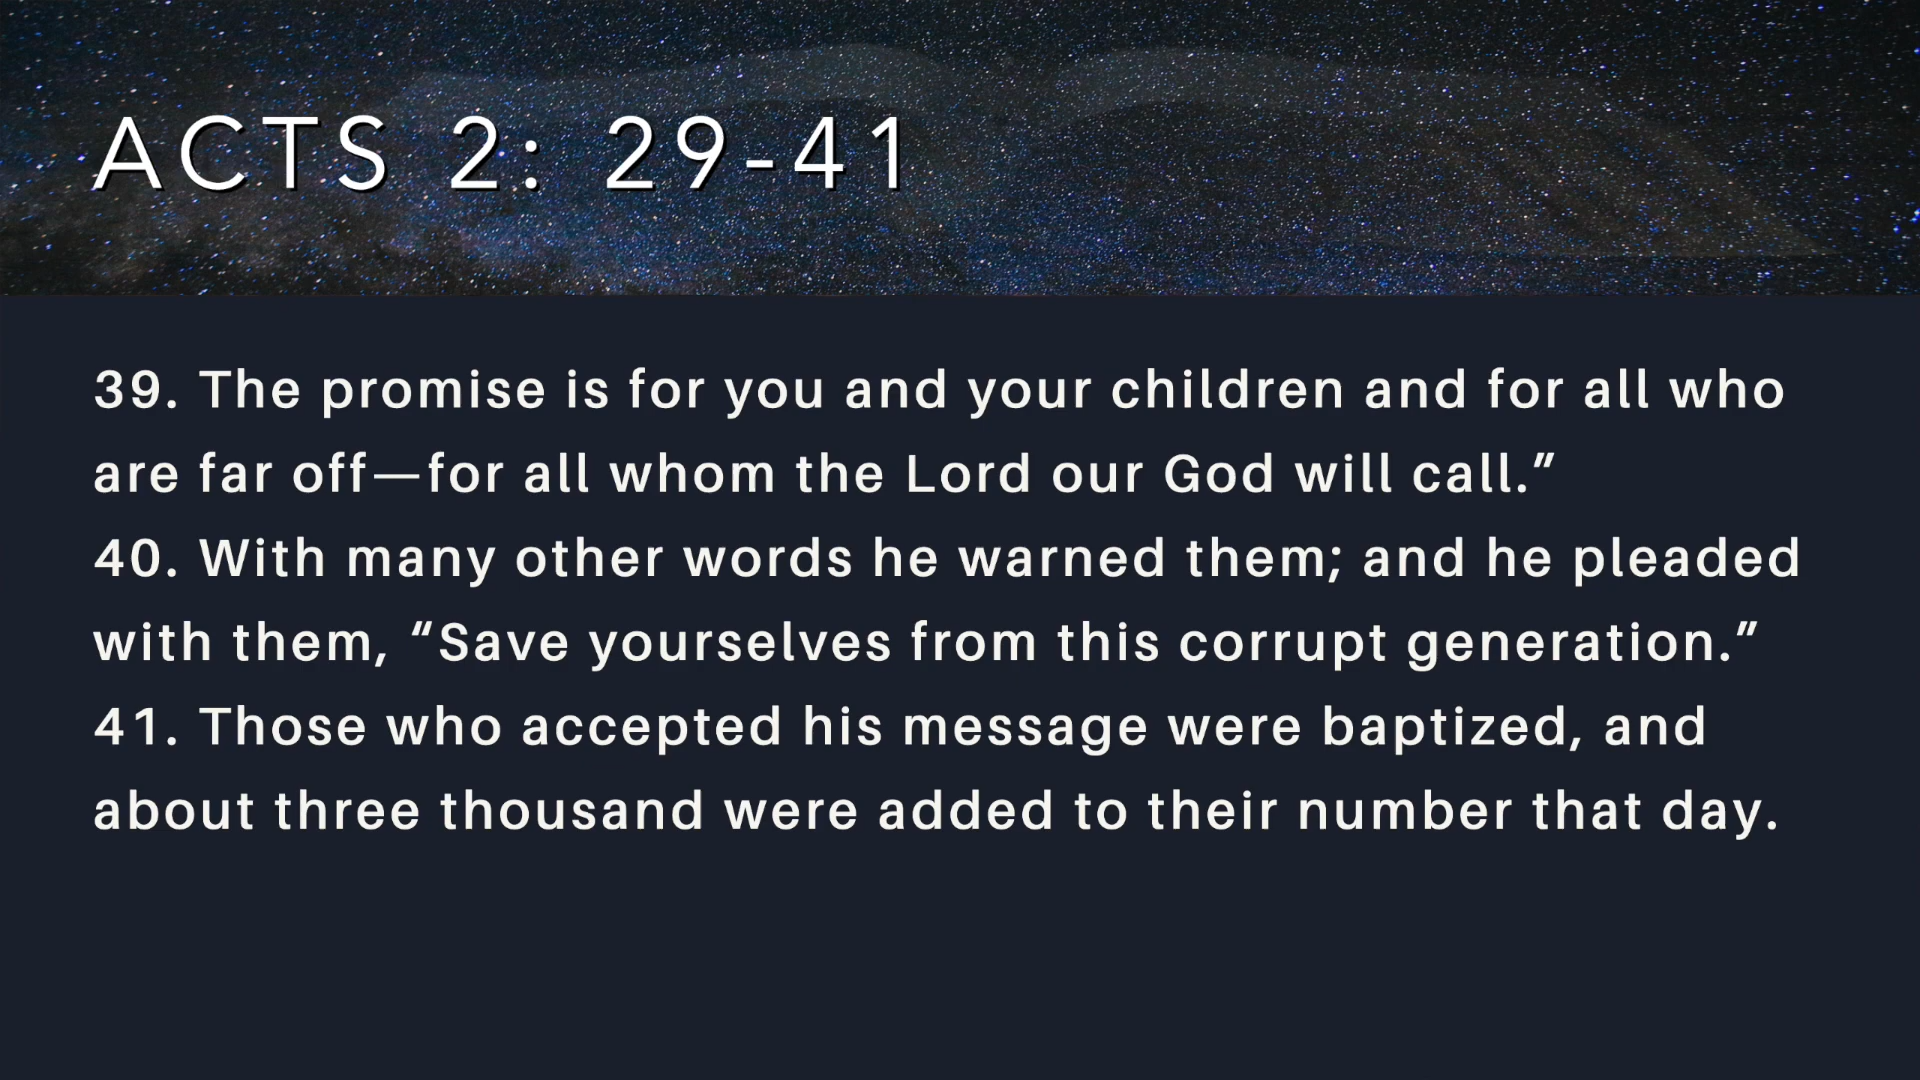 ACTS 2: 29-41
39. The promise is for you and your children and for all who
are far off—for all whom the Lord our God will call.”
40. With many other words he warned them; and he pleaded
with them, “Save yourselves from this corrupt generation.”
41. Those who accepted his message were baptized, and
about three thousand were added to their number that day.